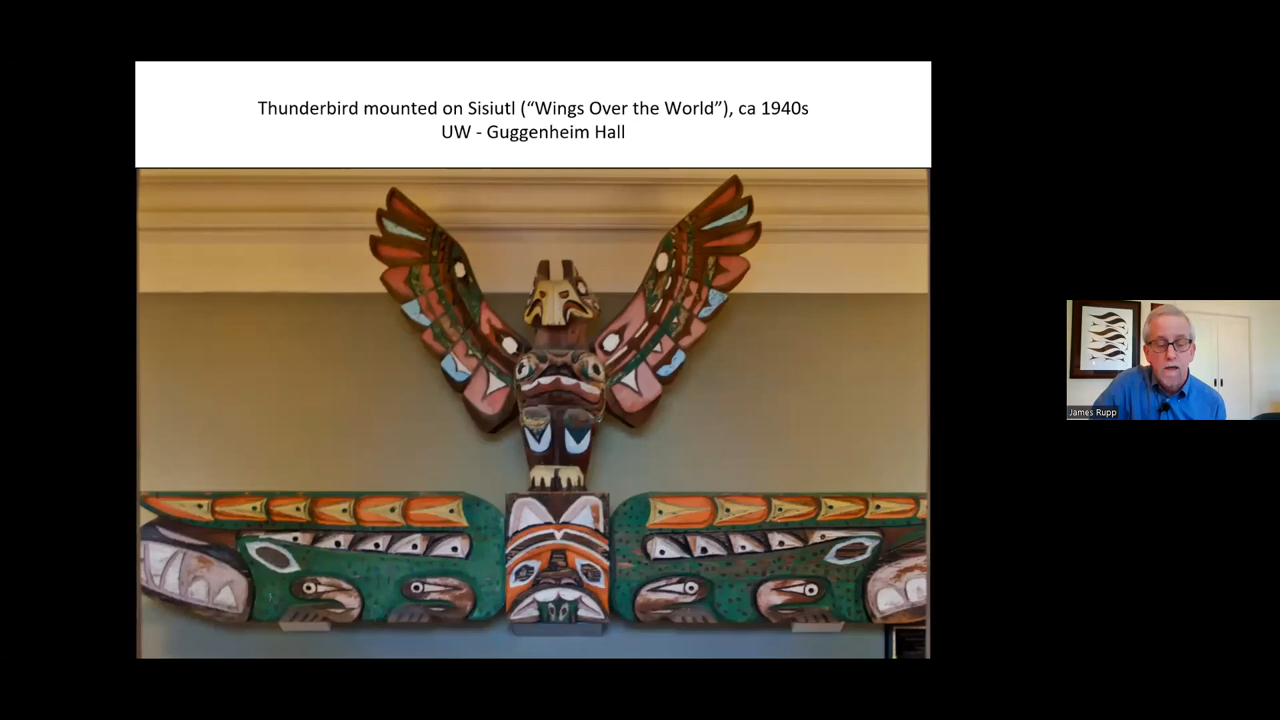 Thunderbird mounted on Sisiutl (“Wings Over the World”), ca 1940s
UW - Guggenheim Hall
James Rupp